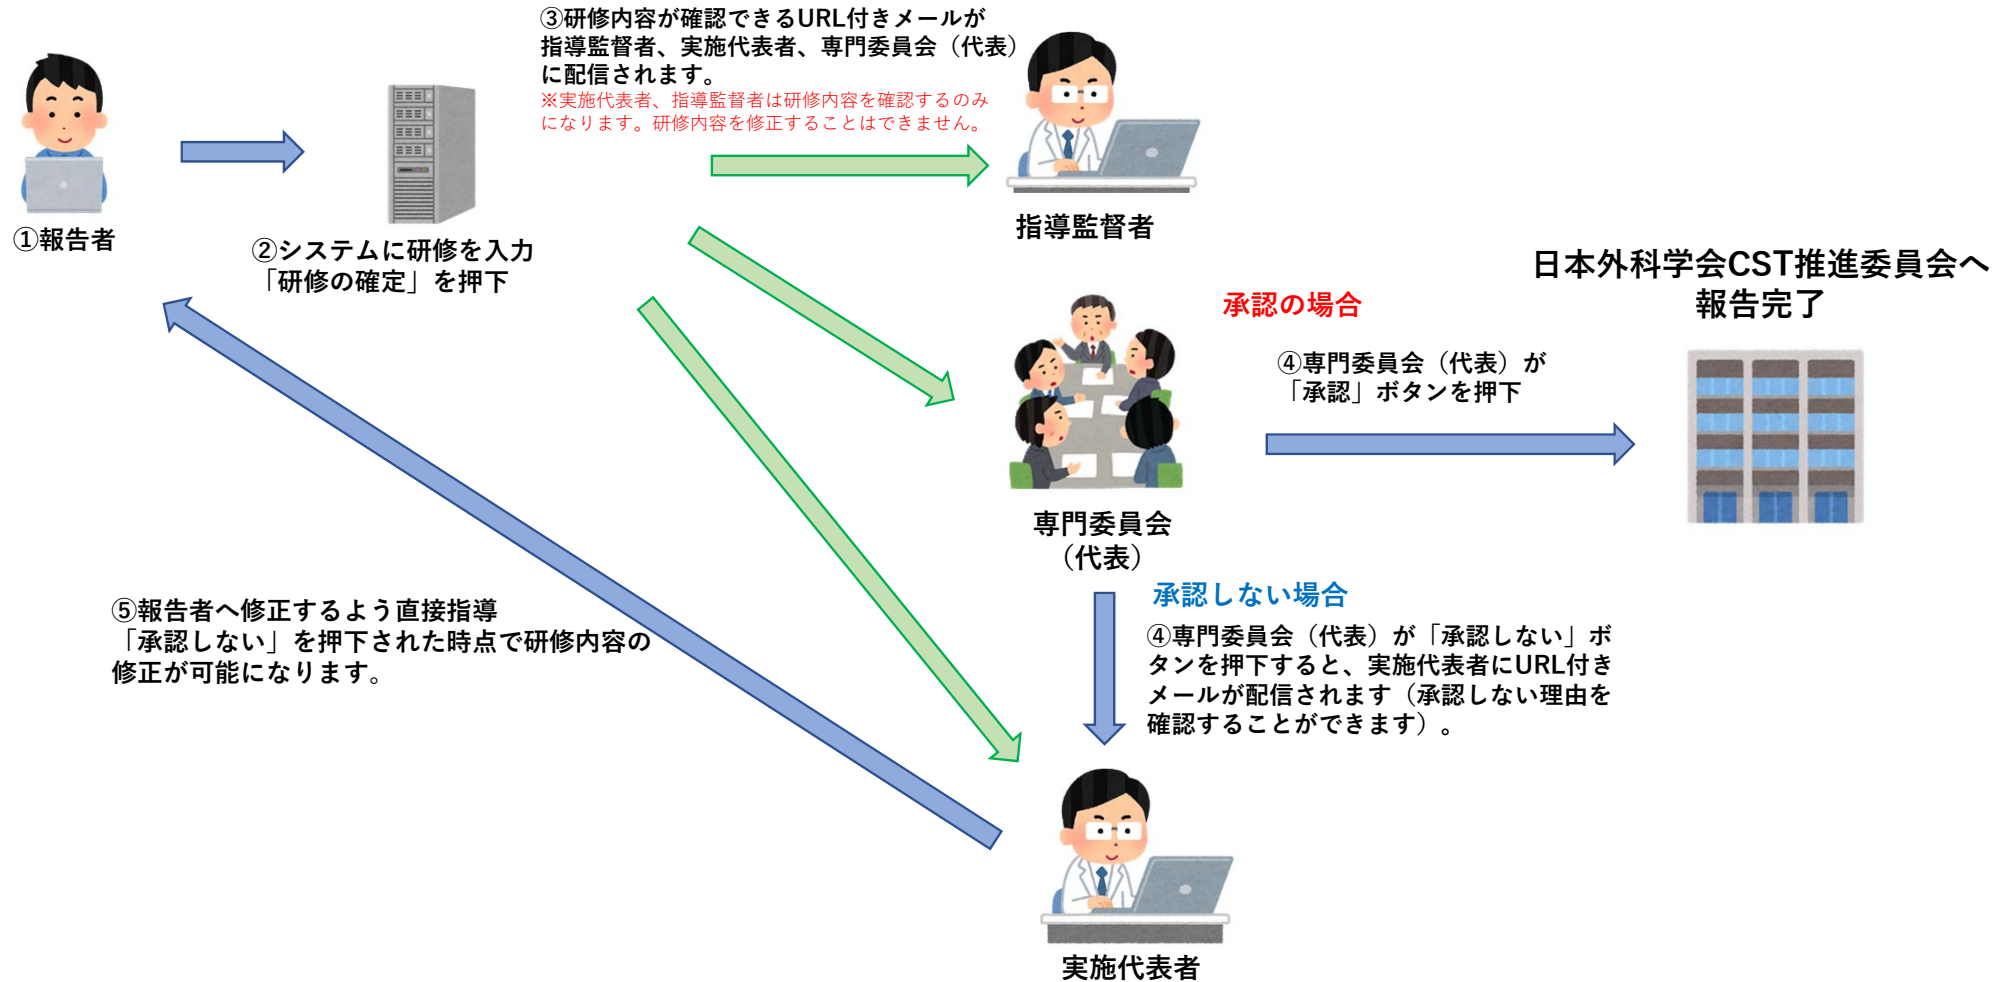 ③研修内容が確認できるURL付きメールが
指導監督者、実施代表者、専門委員会（代表）
に配信されます。
※実施代表者、指導監督者は研修内容を確認するのみ
になります。研修内容を修正することはできません。
①報告者
②システムに研修を入力
「研修の確定」を押下
指導監督者
日本外科学会CST推進委員会へ
報告完了
承認の場合
④専門委員会（代表）が
「承認」ボタンを押下
専門委員会
（代表）
承認しない場合
④専門委員会（代表）が「承認しない」ボ
タンを押下すると、実施代表者にURL付き
メールが配信されます（承認しない理由を
確認することができます）。
⑤報告者へ修正するよう直接指導
「承認しない」を押下された時点で研修内容の
修正が可能になります。
実施代表者